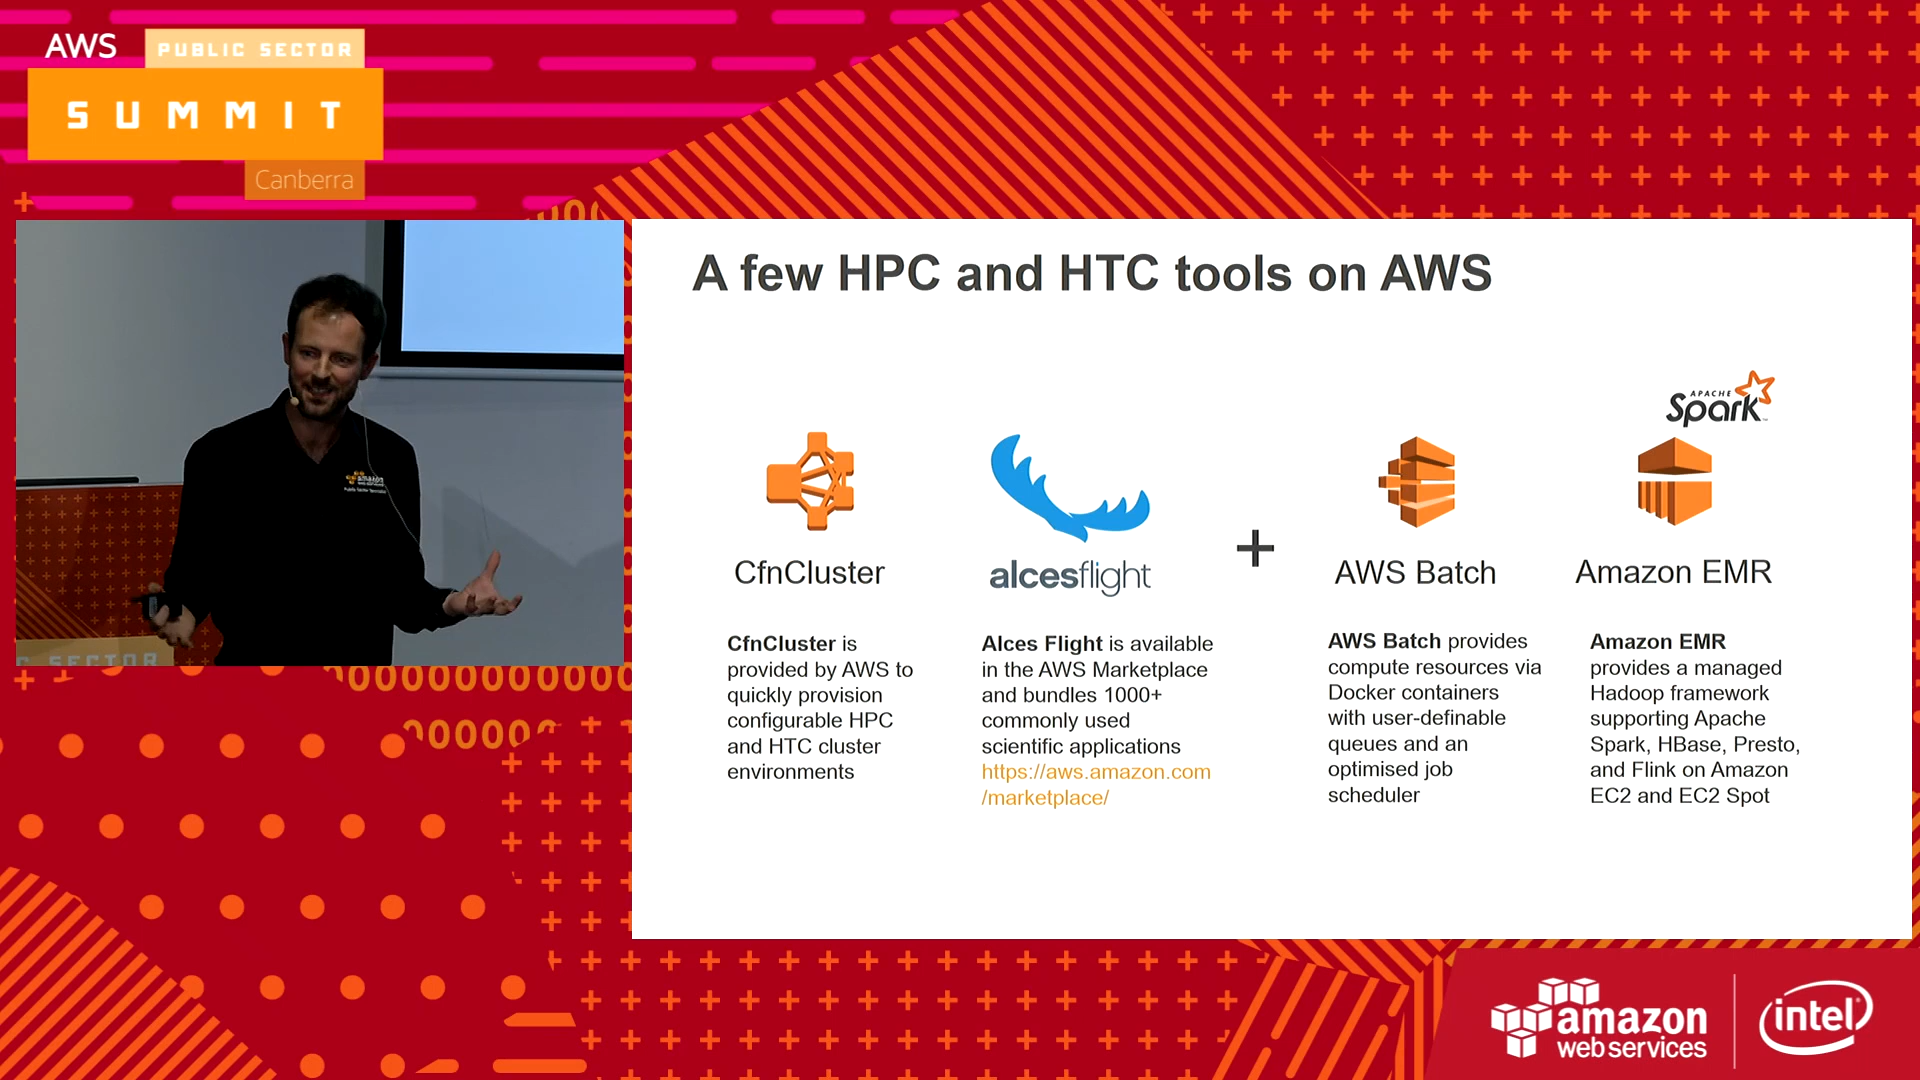 AWS
PUBLIC SECTOR
SUMMIT
Canberra
A few HPC and HTC tools on AWS
APACHE
Spark
CfnCluster
alcesflight
+
AWS Batch
Amazon EMR
CfnCluster is
provided by AWS to
quickly provision
configurable HPC
and HTC cluster
environments
Alces Flight is available
in the AWS Marketplace
and bundles 1000+
commonly used
scientific applications
https://aws.amazon.com
/marketplace/
AWS Batch provides
compute resources via
Docker containers
with user-definable
queues and an
optimised job
scheduler
Amazon EMR
provides a managed
Hadoop framework
supporting Apache
Spark, HBase, Presto,
and Flink on Amazon
EC2 and EC2 Spot
amazon
web services
C SECTOR
amazon
web services
intel